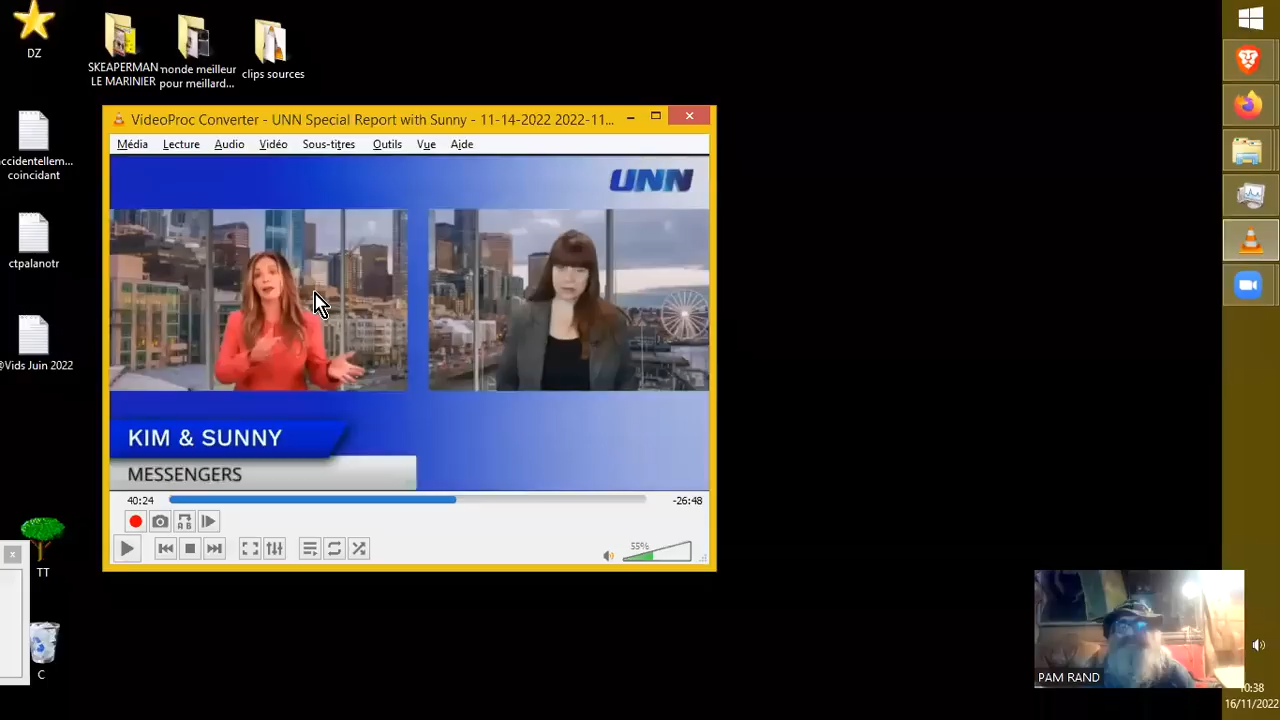 DZ
SKEAPERMAN
LE MARINIER
monde meilleur
pour meillard...
clips sources
accidentellem...
coincidant
ctpalanotr
@Vids Juin 2022
TT
C
VideoProc Converter - UNN Special Report with Sunny - 11-14-2022 2022-11...
Média Lecture Audio Vidéo Sous-titres Outils Vue Aide
UNN
KIM & SUNNY
MESSENGERS
40:24
-26:48
55%
PAM RAND
10:38
16/11/2022